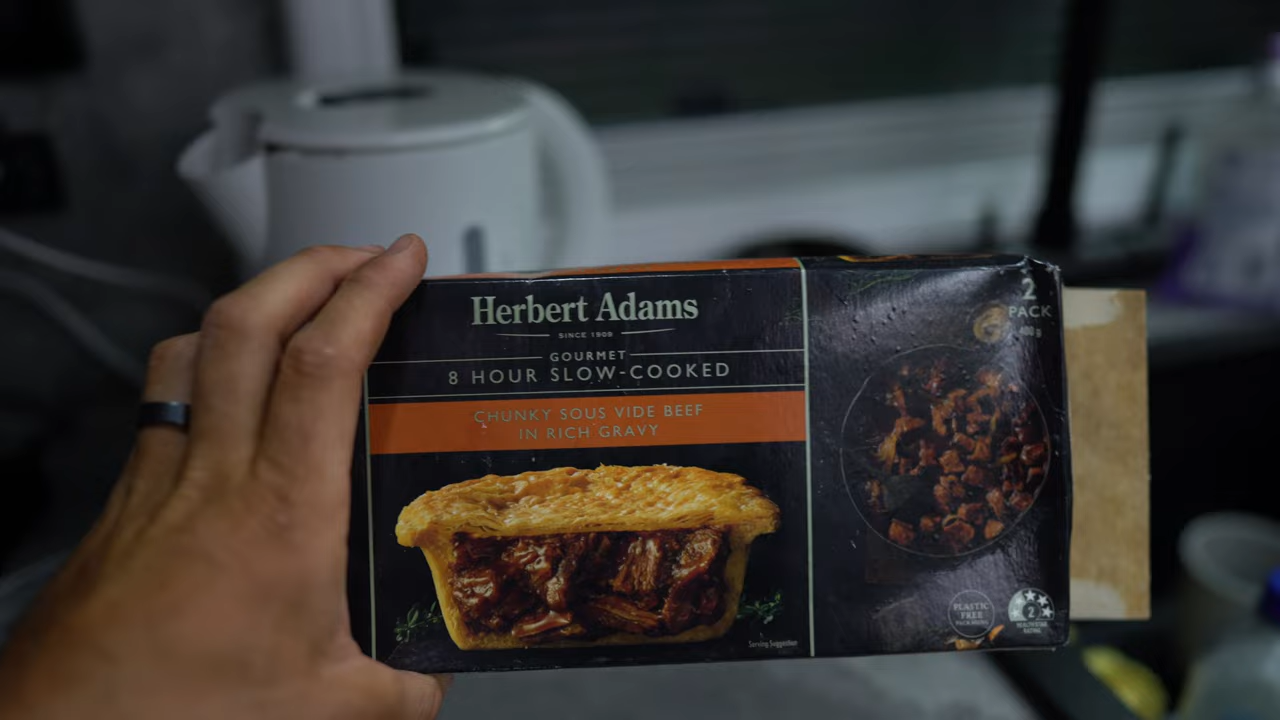 Herbert Adams
SINCE 1909
GOURMET
8 HOUR SLOW-COOKED
CHUNKY SOUS VIDE BEEF
IN RICH GRAVY
Serving Suggestion
2
PACK
400 g
PLASTIC
FREE
PACKAGING
2
HEALTH STAR
RATING